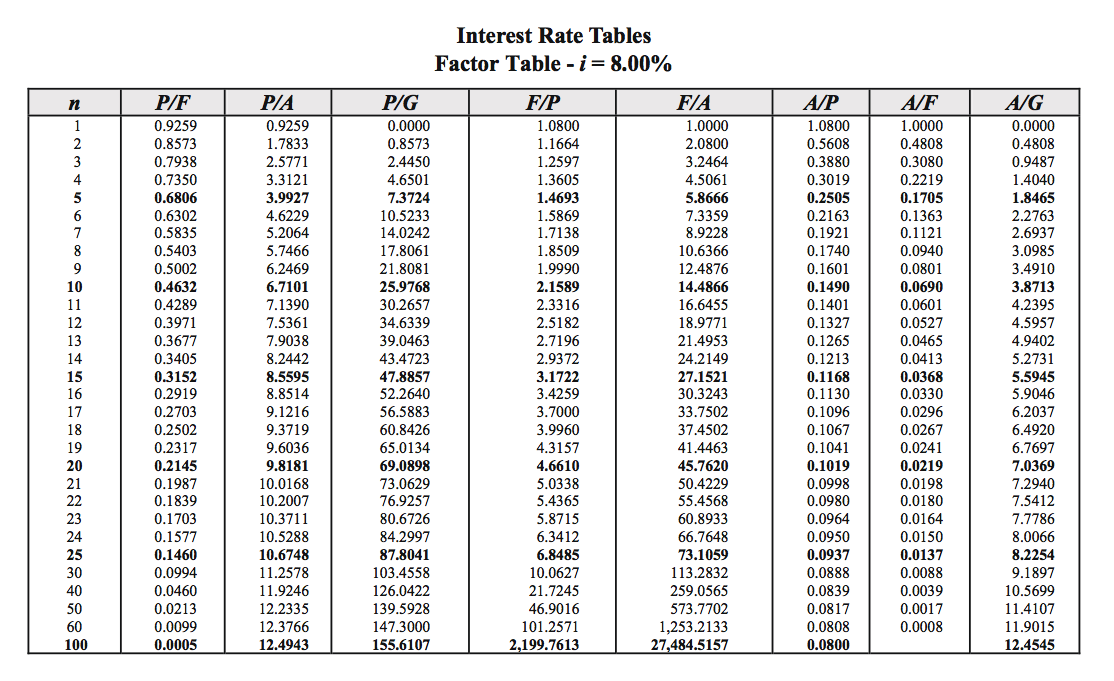 Interest Rate Tables
Factor Table - i = 8.00%
n P/F P/A P/G F/P F/A A/P A/F A/G
1 0.9259 0.9259 0.0000 1.0800 1.0000 1.0800 1.0000 0.0000
2 0.8573 1.7833 0.8573 1.1664 2.0800 0.5608 0.4808 0.4808
3 0.7938 2.5771 2.4450 1.2597 3.2464 0.3880 0.3080 0.9487
4 0.7350 3.3121 4.6501 1.3605 4.5061 0.3019 0.2219 1.4040
5 0.6806 3.9927 7.3724 1.4693 5.8666 0.2505 0.1705 1.8465
6 0.6302 4.6229 10.5233 1.5869 7.3359 0.2163 0.1363 2.2763
7 0.5835 5.2064 14.0242 1.7138 8.9228 0.1921 0.1121 2.6937
8 0.5403 5.7466 17.8061 1.8509 10.6366 0.1740 0.0940 3.0985
9 0.5002 6.2469 21.8081 1.9990 12.4876 0.1601 0.0801 3.4910
10 0.4632 6.7101 25.9768 2.1589 14.4866 0.1490 0.0690 3.8713
11 0.4289 7.1390 30.2657 2.3316 16.6455 0.1401 0.0601 4.2395
12 0.3971 7.5361 34.6339 2.5182 18.9771 0.1327 0.0527 4.5957
13 0.3677 7.9038 39.0463 2.7196 21.4953 0.1265 0.0465 4.9402
14 0.3405 8.2442 43.4723 2.9372 24.2149 0.1213 0.0413 5.2731
15 0.3152 8.5595 47.8857 3.1722 27.1521 0.1168 0.0368 5.5945
16 0.2919 8.8514 52.2640 3.4259 30.3243 0.1130 0.0330 5.9046
17 0.2703 9.1216 56.5883 3.7000 33.7502 0.1096 0.0296 6.2037
18 0.2502 9.3719 60.8426 3.9960 37.4502 0.1067 0.0267 6.4920
19 0.2317 9.6036 65.0134 4.3157 41.4463 0.1041 0.0241 6.7697
20 0.2145 9.8181 69.0898 4.6610 45.7620 0.1019 0.0219 7.0369
21 0.1987 10.0168 73.0629 5.0338 50.4229 0.0998 0.0198 7.2940
22 0.1839 10.2007 76.9257 5.4365 55.4568 0.0980 0.0180 7.5412
23 0.1703 10.3711 80.6726 5.8715 60.8933 0.0964 0.0164 7.7786
24 0.1577 10.5288 84.2997 6.3412 66.7648 0.0950 0.0150 8.0066
25 0.1460 10.6748 87.8041 6.8485 73.1059 0.0937 0.0137 8.2254
30 0.0994 11.2578 103.4558 10.0627 113.2832 0.0888 0.0088 9.1897
40 0.0460 11.9246 126.0422 21.7245 259.0565 0.0839 0.0039 10.5699
50 0.0213 12.2335 139.5928 46.9016 573.7702 0.0817 0.0017 11.4107
60 0.0099 12.3766 147.3000 101.2571 1,253.2133 0.0808 0.0008 11.9015
100 0.0005 12.4943 155.6107 2,199.7613 27,484.5157 0.0800 12.4545